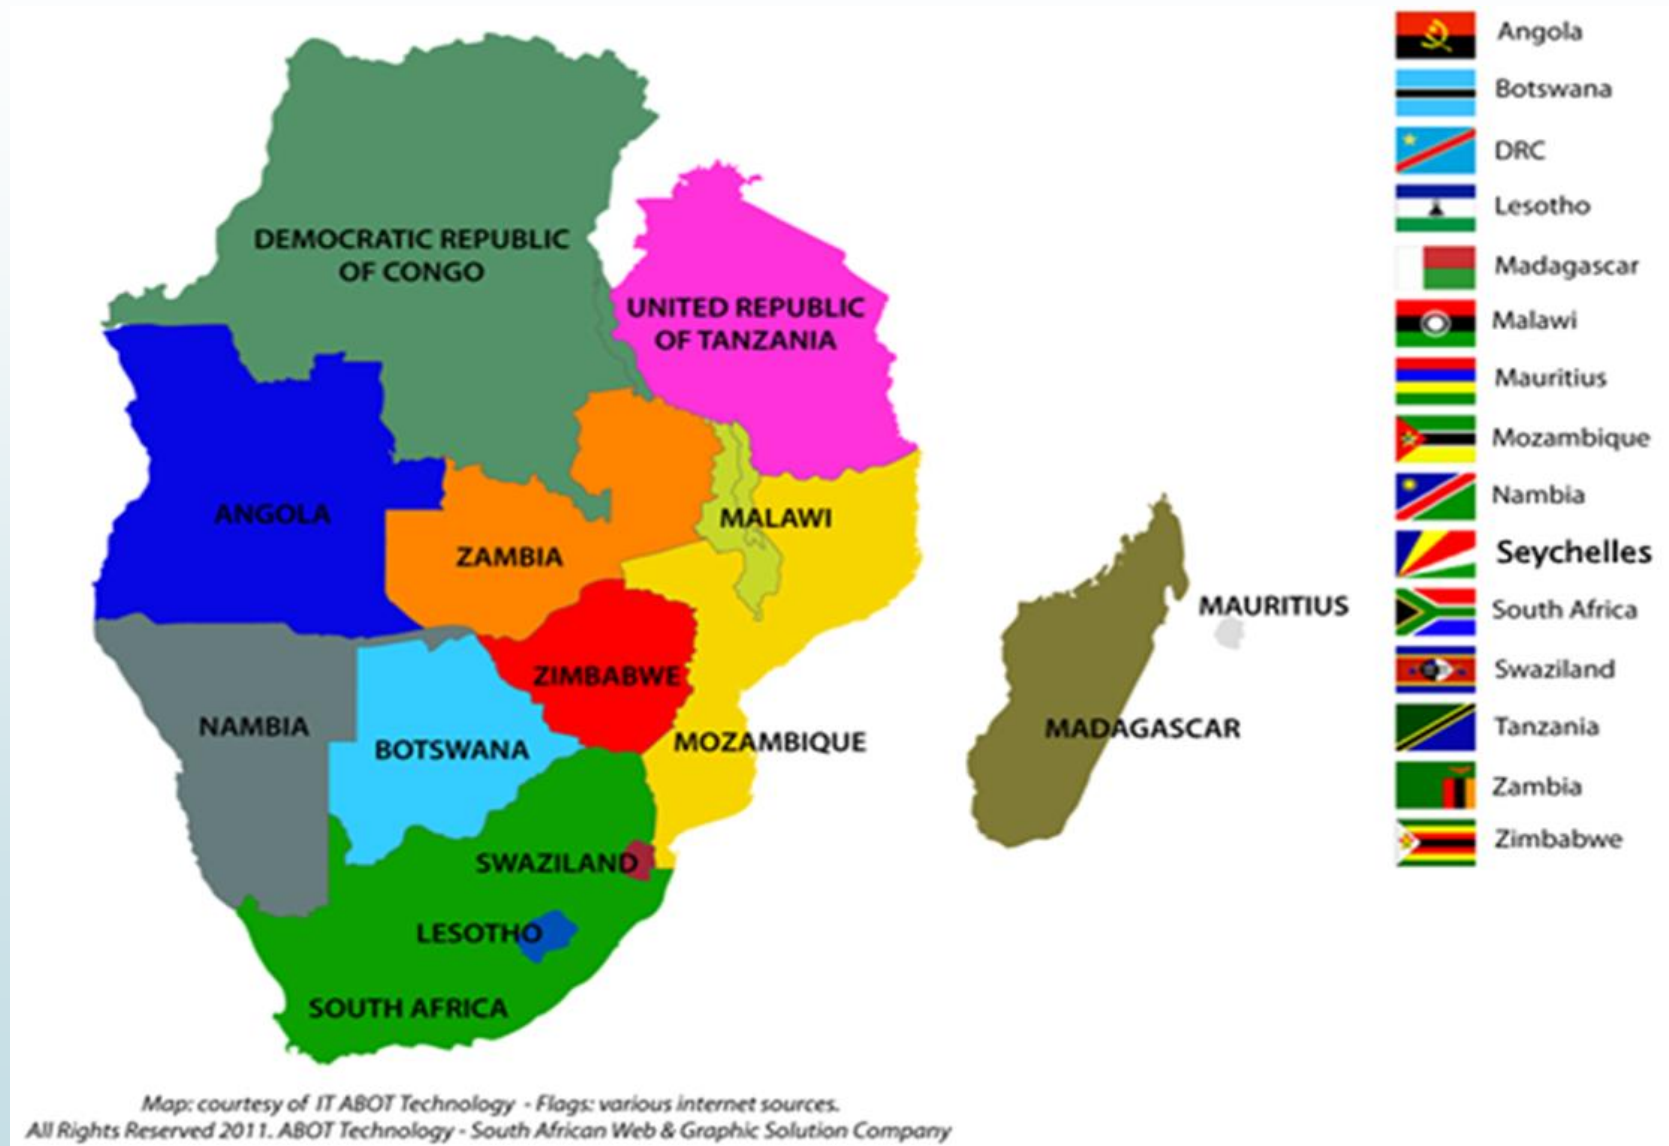 DEMOCRATIC REPUBLIC
OF CONGO
UNITED REPUBLIC
OF TANZANIA
ANGOLA
MALAWI
ZAMBIA
MAURITIUS
ZIMBABWE
NAMBIA
BOTSWANA
MOZAMBIQUE
MADAGASCAR
SWAZILAND
LESOTHO
SOUTH AFRICA
Angola
Botswana
DRC
Lesotho
Madagascar
Malawi
Mauritius
Mozambique
Nambia
Seychelles
South Africa
Swaziland
Tanzania
Zambia
Zimbabwe
Map: courtesy of IT ABOT Technology - Flags: various internet sources.
All Rights Reserved 2011. ABOT Technology - South African Web & Graphic Solution Company